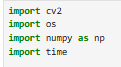 import cv2
import os
import numpy as np
import time